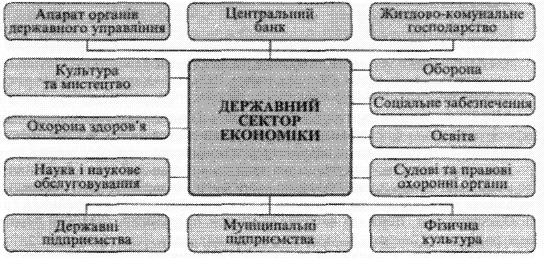 Апарат органів
державного управління
Центральний
банк
Житлово-комунальне
господарство
Культура
та мистецтво
Оборона
ДЕРЖАВНИЙ
СЕКТОР
ЕКОНОМІКИ
Соціальне забезпечення
Охорона здоров'я
Освіта
Наука і наукове
обслуговування
Судові та правові
охоронні органи
Державні
підприємства
Муніципальні
підприємства
Фізична
культура